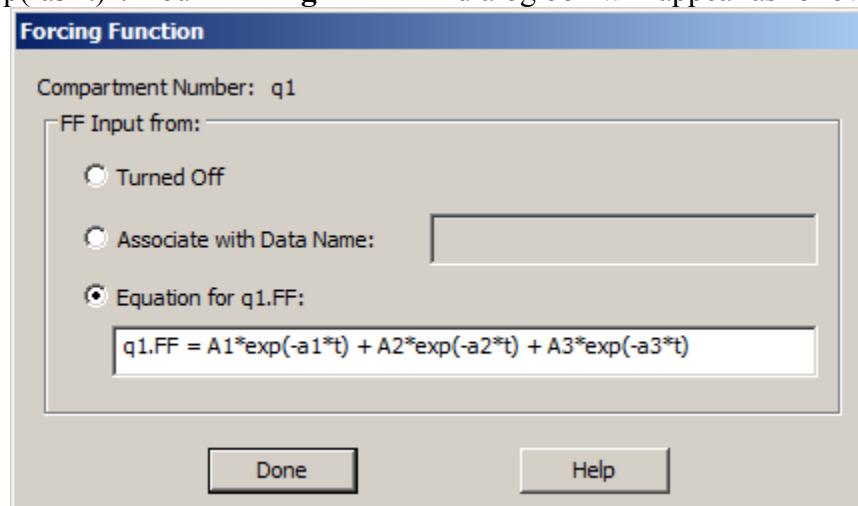 Forcing Function
Compartment Number: q1
FF Input from:
Turned Off
Associate with Data Name:
Equation for q1.FF:
q1.FF = A1*exp(-a1*t) + A2*exp(-a2*t) + A3*exp(-a3*t)
Done Help